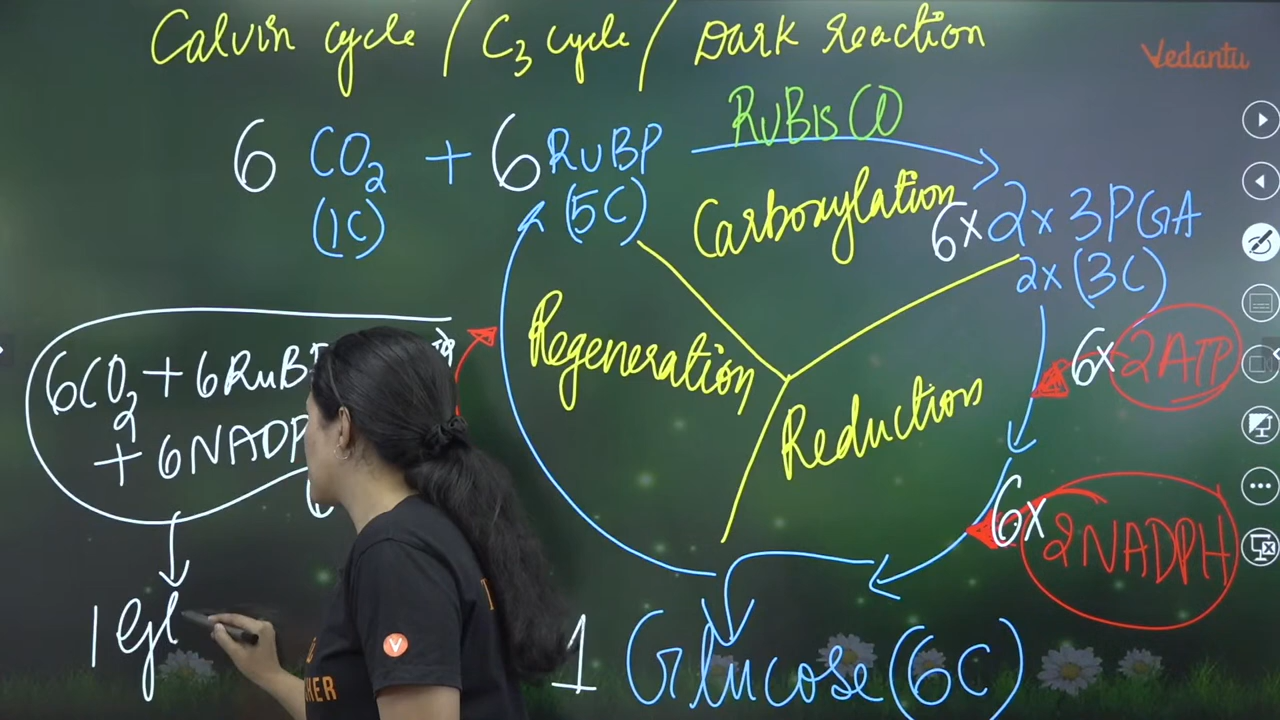 Calvin cycle / C3 cycle / Dark reaction
Vedantu
RUBISCO
6 CO2 + 6 RuBP
(1C) (5C)
Carboxylation
6x 2x 3PGA
2x (3C)
Regeneration
Reduction
6x 2ATP
6x 2NADPH
6CO2 + 6RuB
+ 6NADP
1 Gl
1 Glucose (6C)
V